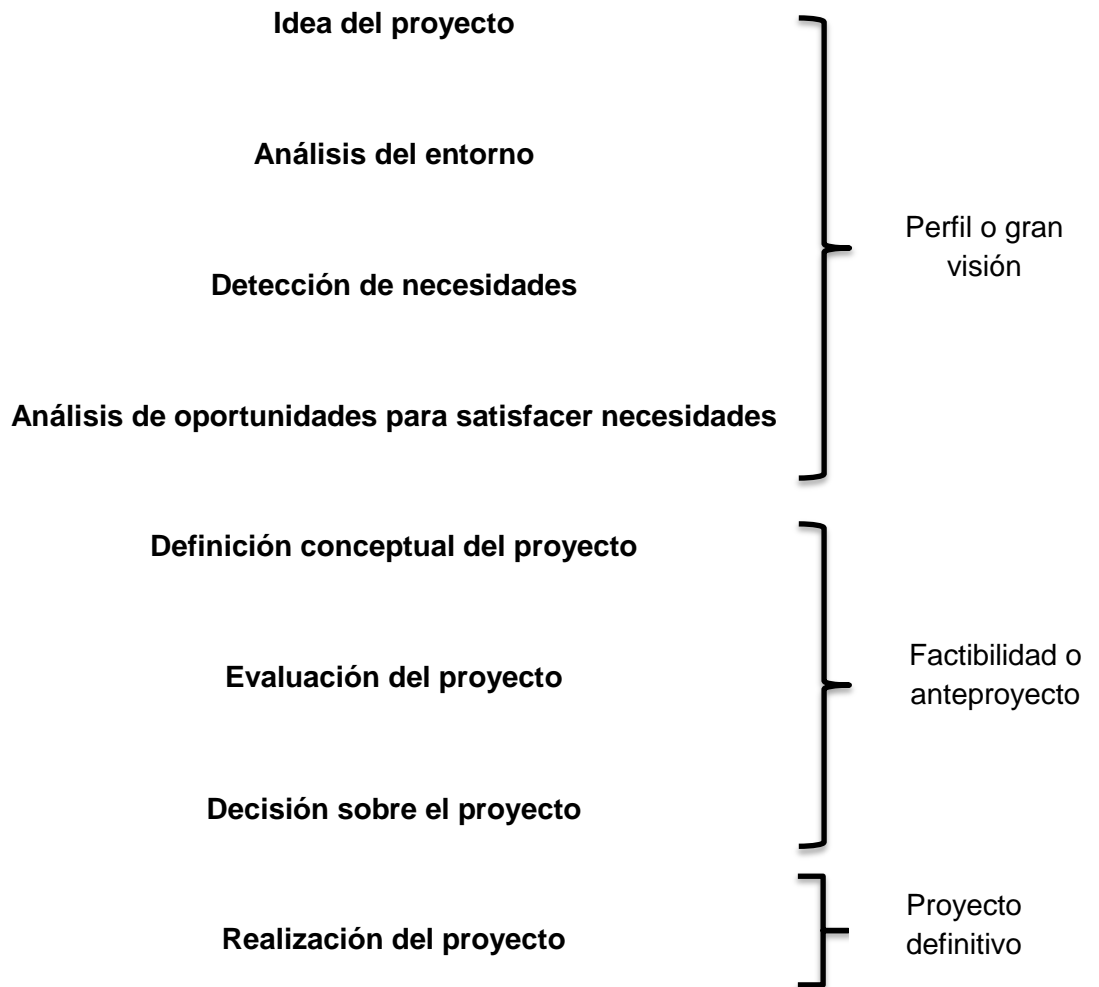 Idea del proyecto
Análisis del entorno
Detección de necesidades
Análisis de oportunidades para satisfacer necesidades
Perfil o gran
visión
Definición conceptual del proyecto
Evaluación del proyecto
Decisión sobre el proyecto
Factibilidad o
anteproyecto
Realización del proyecto
Proyecto
definitivo